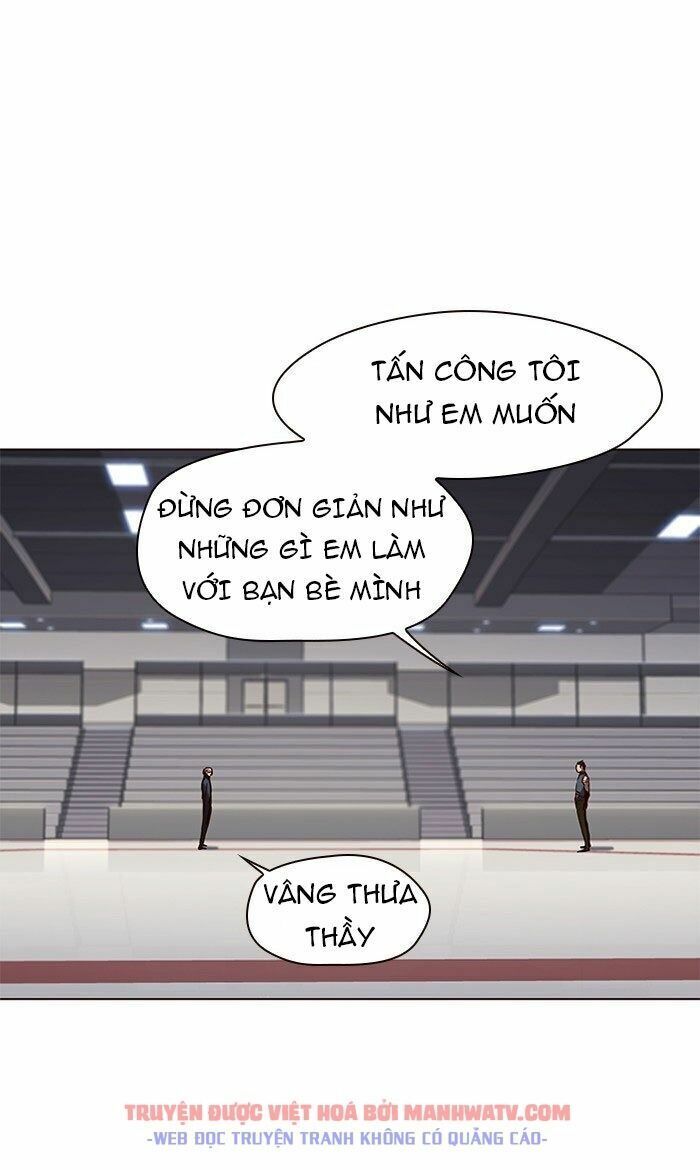 TẤN CÔNG TÔI
NHƯ EM MUỐN
ĐỪNG ĐƠN GIẢN NHƯ
NHỮNG GÌ EM LÀM
VỚI BẠN BÈ MÌNH
VÂNG THƯA
THẦY
TRUYỆN ĐƯỢC VIỆT HOÁ BỞI MANHWATV.COM
-WEB ĐỌC TRUYỆN TRANH KHÔNG CÓ QUẢNG CÁO-